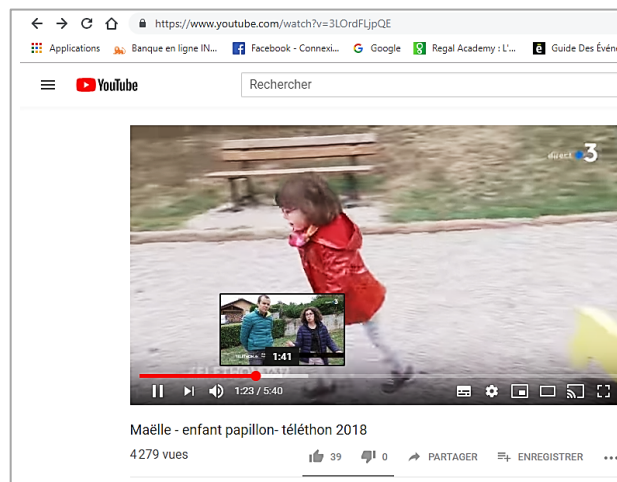 https://www.youtube.com/watch?v=3LOrdFLjpQE
Applications Banque en ligne IN... Facebook - Connexi... Google Regal Academy : L'... Guide Des Évén
YouTube
Rechercher
direct 3
1:41
1:23 / 5:40
Maëlle - enfant papillon- téléthon 2018
4 279 vues 39 0 PARTAGER ENREGISTRER